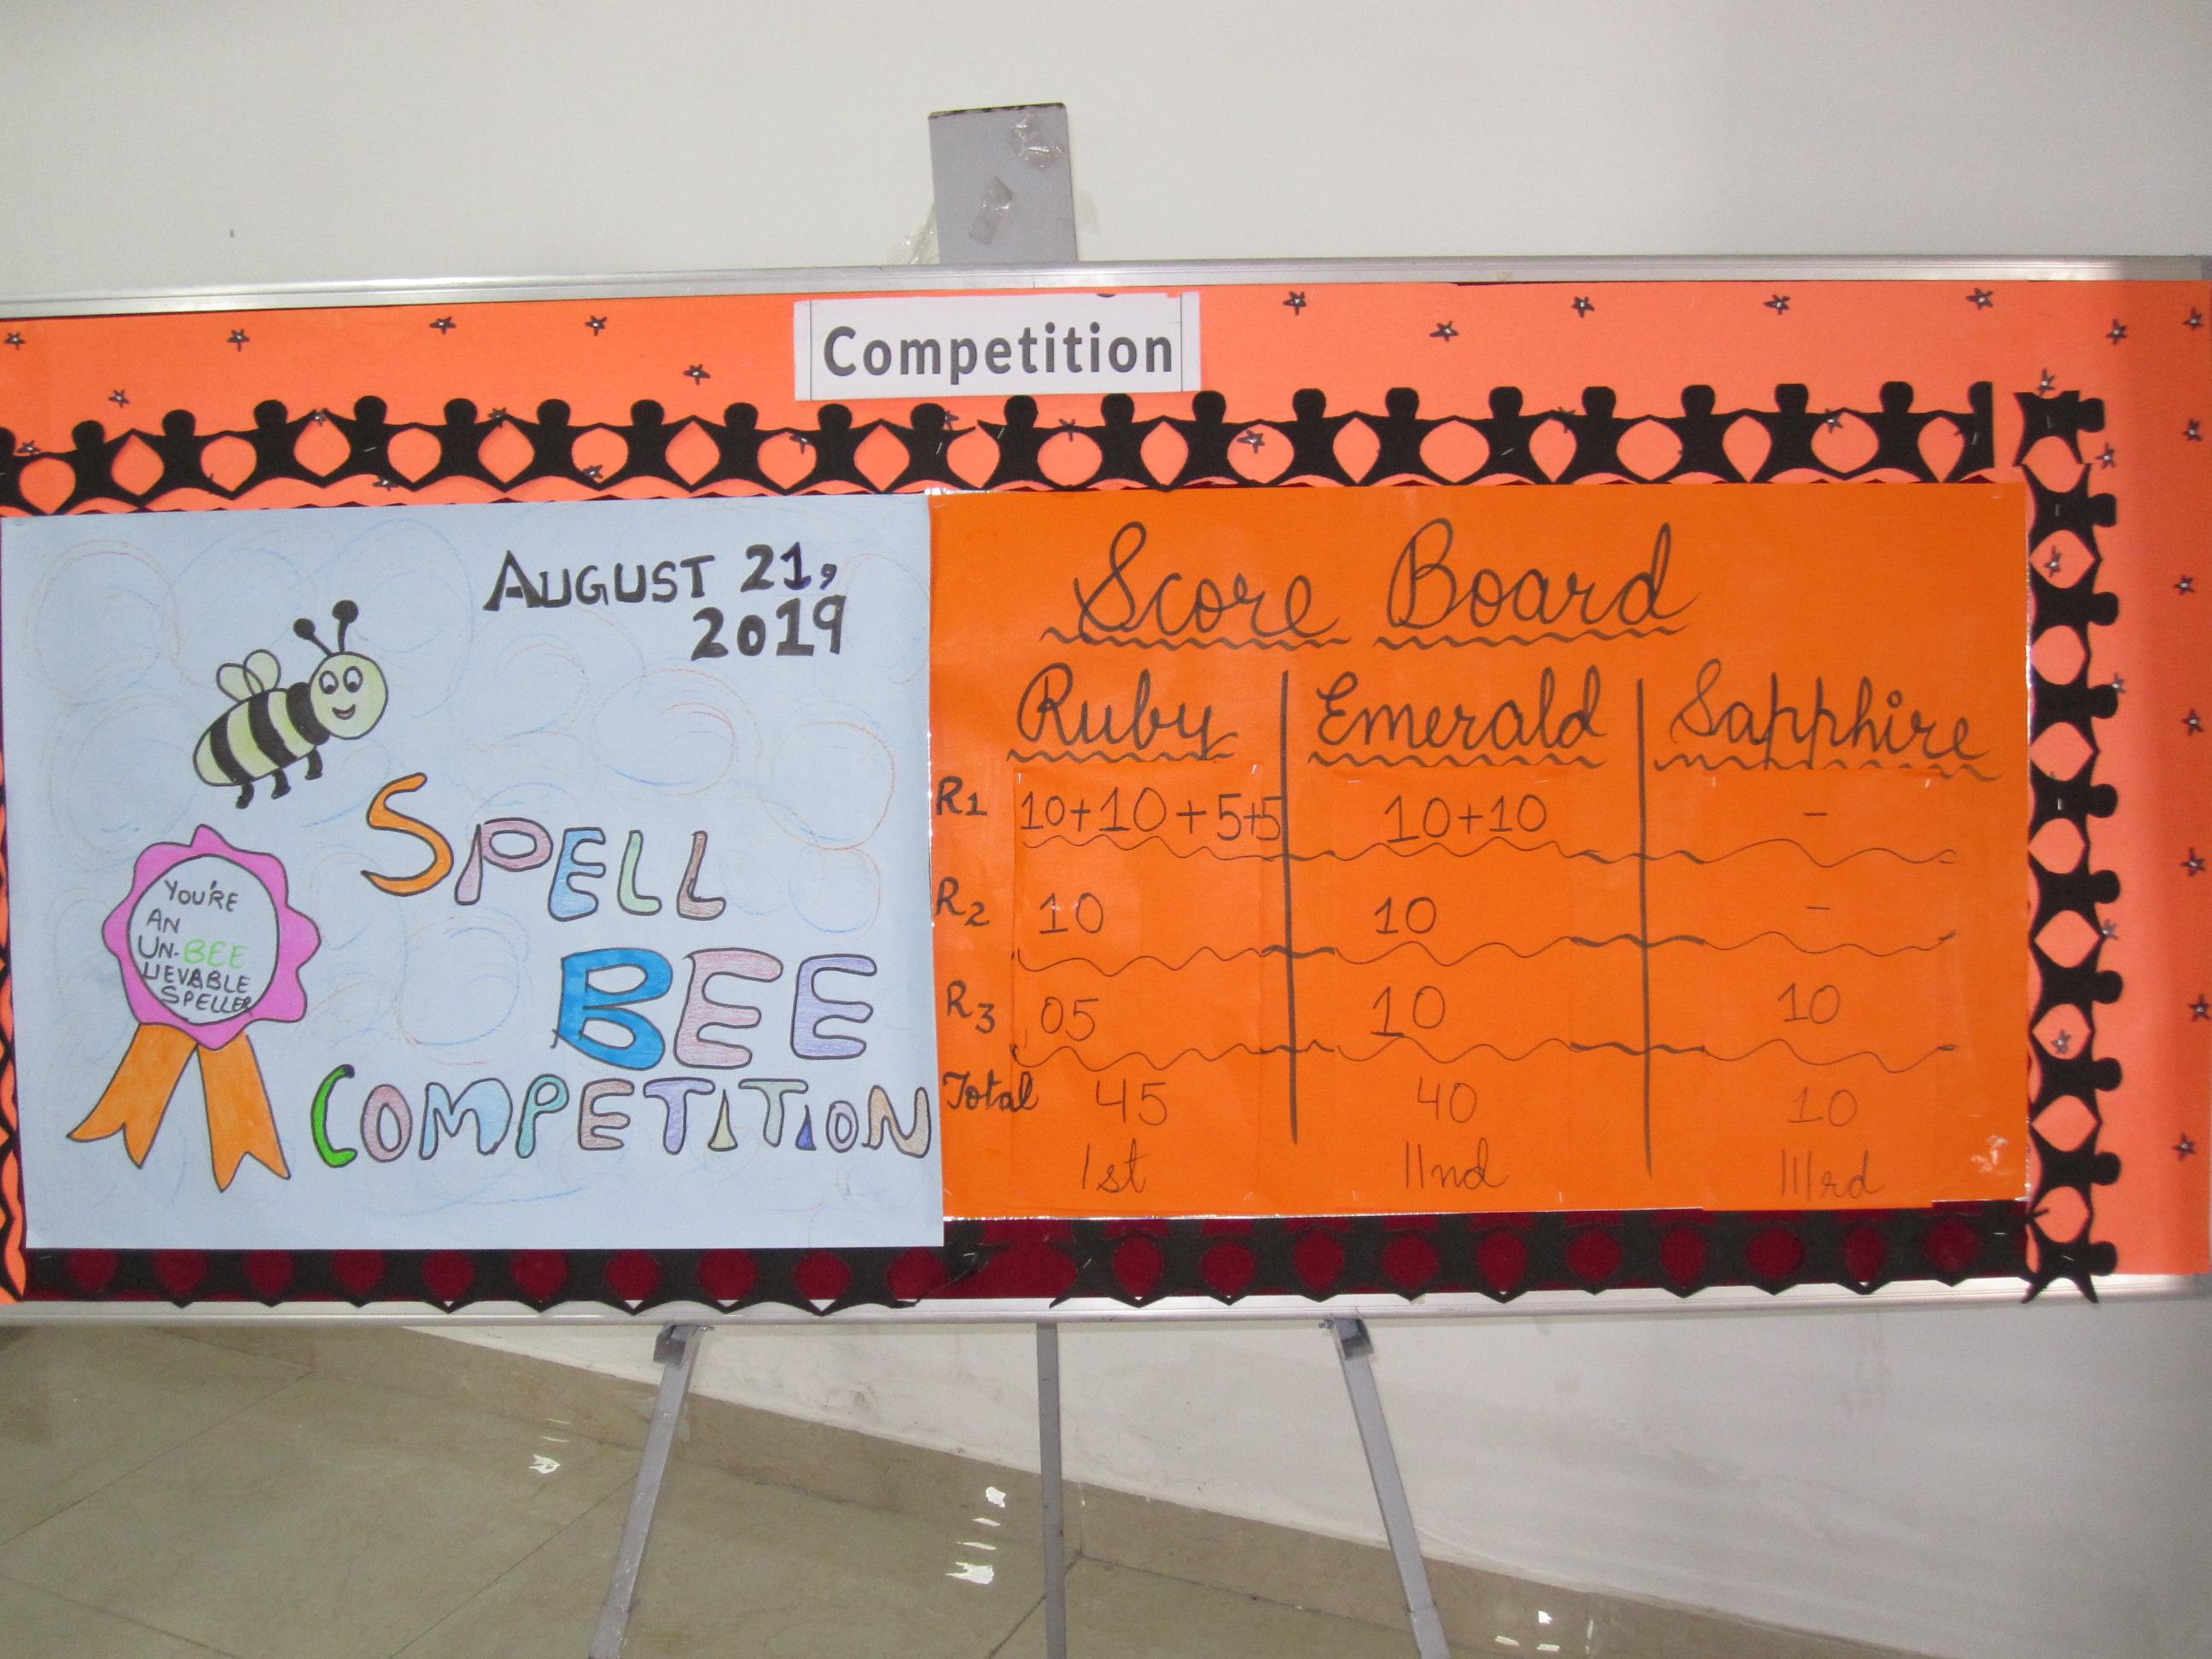 Competition
AUGUST 21,
2019
SPELL
BEE
COMPETITION
YOU'RE
AN
UN-BEE
LIEVABLE
SPELLER
Score Board
Ruby Emerald Sapphire
R1 10+10+5+5 10+10 -
R2 10 10 -
R3 05 10 10
Total 45 40 10
Ist IInd IIIrd